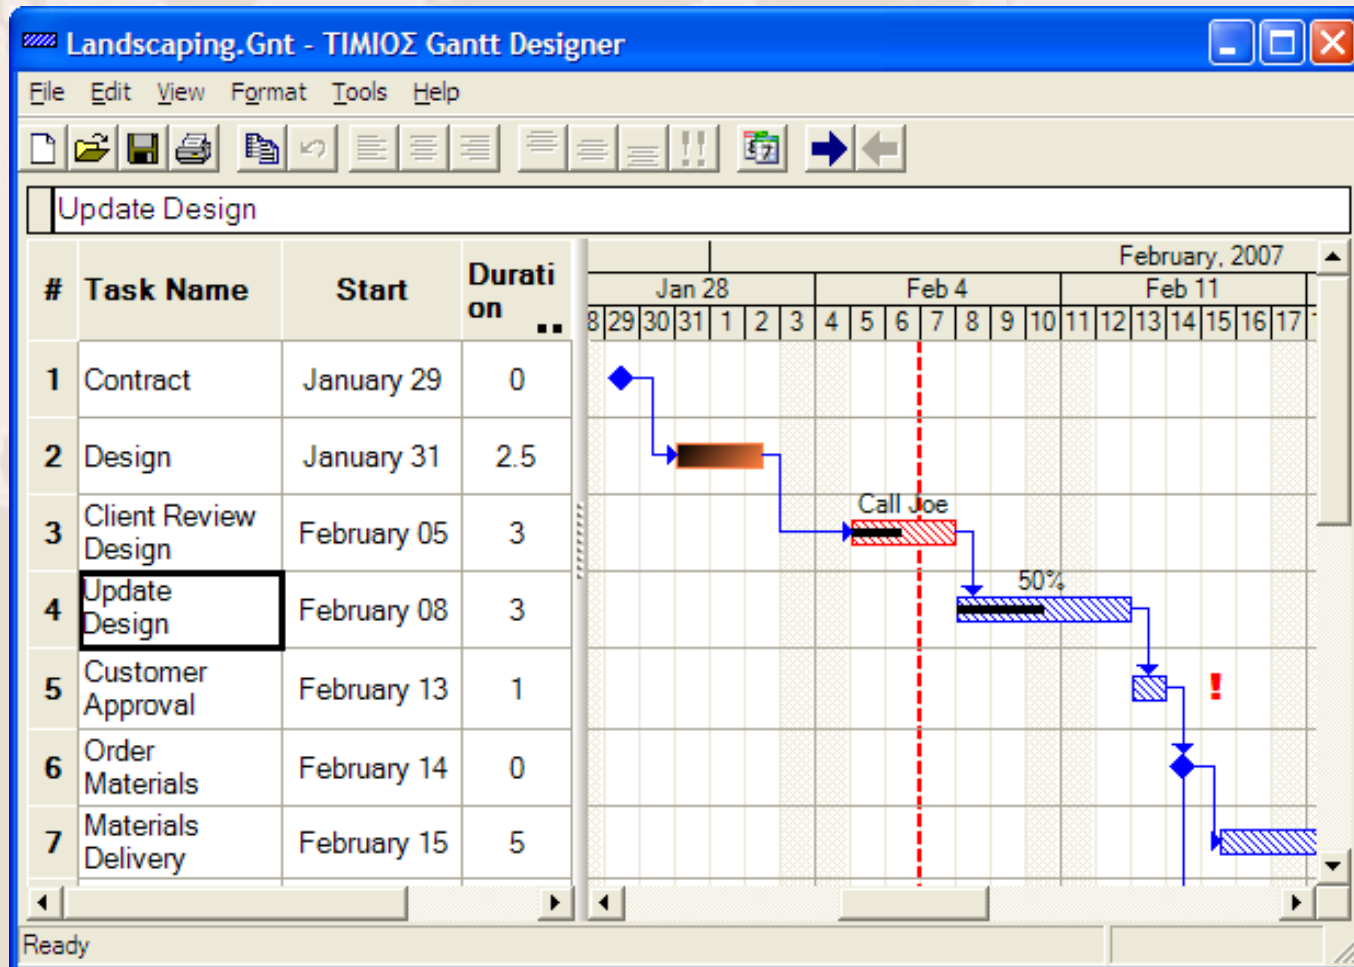 Landscaping.Gnt - TIMIOΣ Gantt Designer
File Edit View Format Tools Help
7
Update Design
# Task Name Start Durati
on
February, 2007
Jan 28 Feb 4 Feb 11
8 29 30 31 1 2 3 4 5 6 7 8 9 10 11 12 13 14 15 16 17
1 Contract January 29 0
2 Design January 31 2.5
Call Joe
3 Client Review
Design February 05 3
50%
4 Update
Design February 08 3
5 Customer
Approval February 13 1 !
6 Order
Materials February 14 0
7 Materials
Delivery February 15 5
Ready